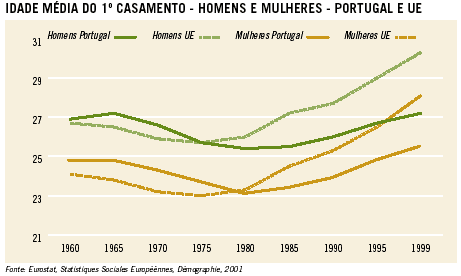 IDADE MÉDIA DO 1º CASAMENTO - HOMENS E MULHERES - PORTUGAL E UE
Homens Portugal Homens UE Mulheres Portugal Mulheres UE
31
29
27
25
23
21
1960 1965 1970 1975 1980 1985 1990 1995 1999
Fonte: Eurostat, Statistiques Sociales Européennes, Démographie, 2001